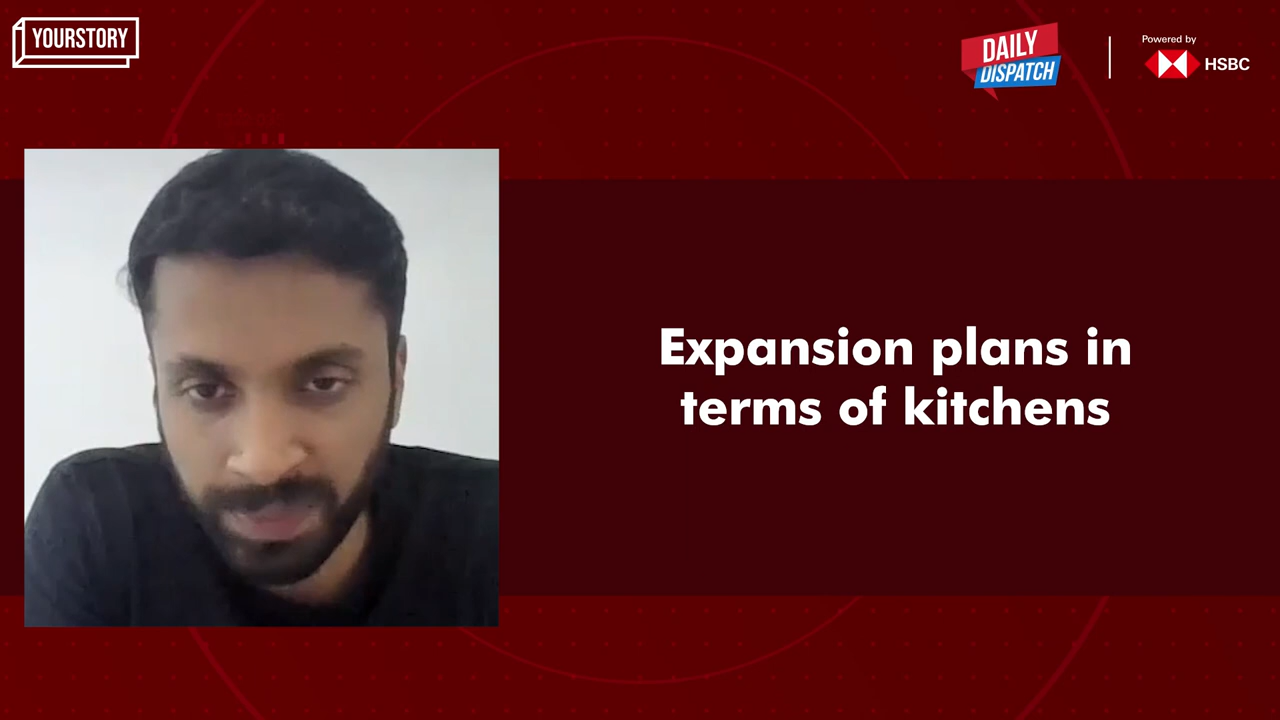 YOURSTORY
DAILY
DISPATCH
Powered by
HSBC
Expansion plans in
terms of kitchens